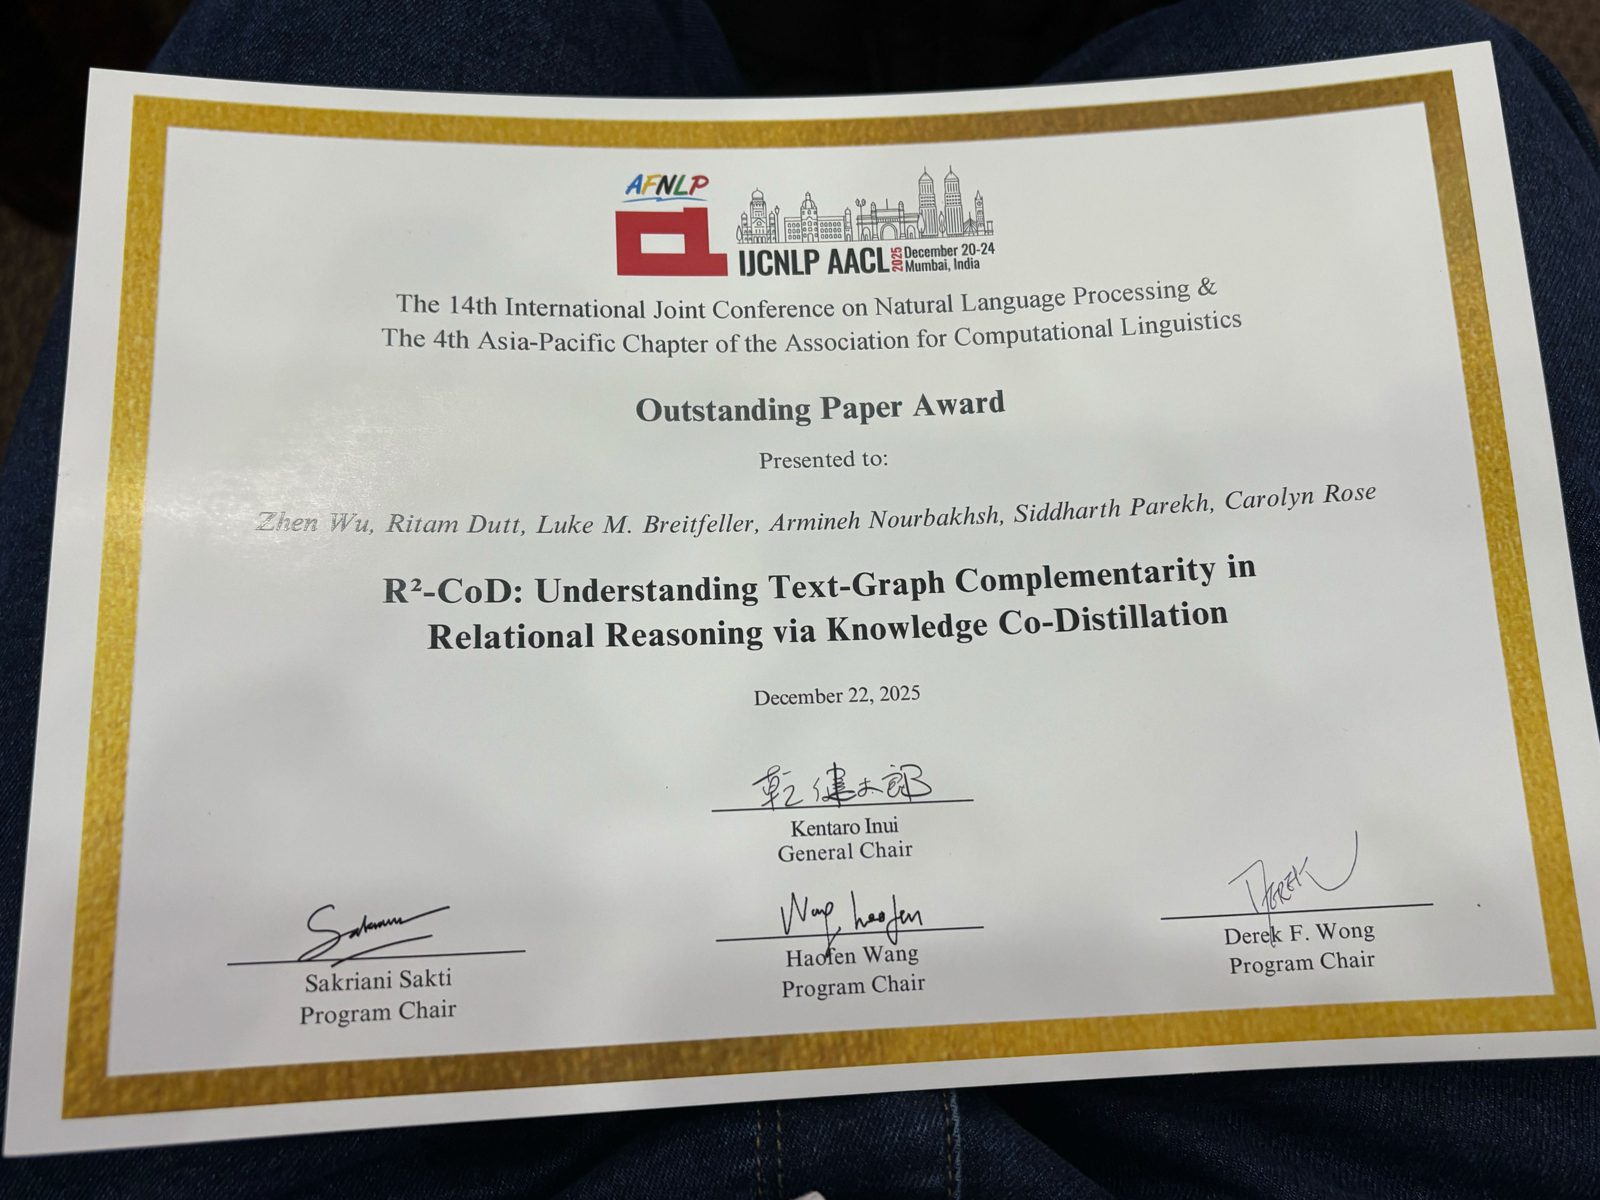 AFNLP
IJCNLP AACL 2025 December 20-24
Mumbai, India
The 14th International Joint Conference on Natural Language Processing &
The 4th Asia-Pacific Chapter of the Association for Computational Linguistics
Outstanding Paper Award
Presented to:
Zhen Wu, Ritam Dutt, Luke M. Breitfeller, Armineh Nourbakhsh, Siddharth Parekh, Carolyn Rose
R²-CoD: Understanding Text-Graph Complementarity in
Relational Reasoning via Knowledge Co-Distillation
December 22, 2025
乾健太郎
Kentaro Inui
General Chair
Sakriani Sakti
Program Chair
Wang, haofen
Haofen Wang
Program Chair
DEREK
Derek F. Wong
Program Chair